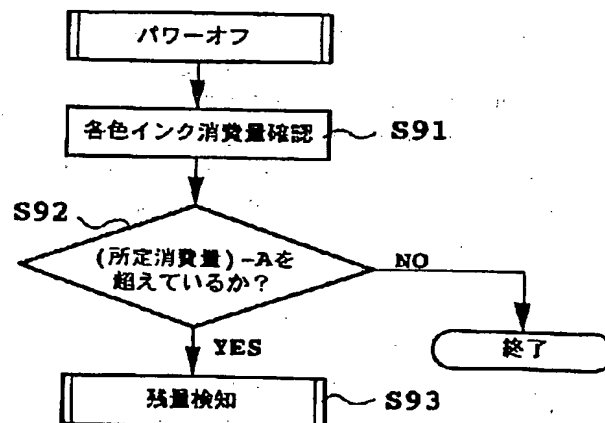 パワーオフ
各色インク消費量確認
S91
S92
(所定消費量)-Aを
超えているか?
NO
YES
終了
残量検知
S93